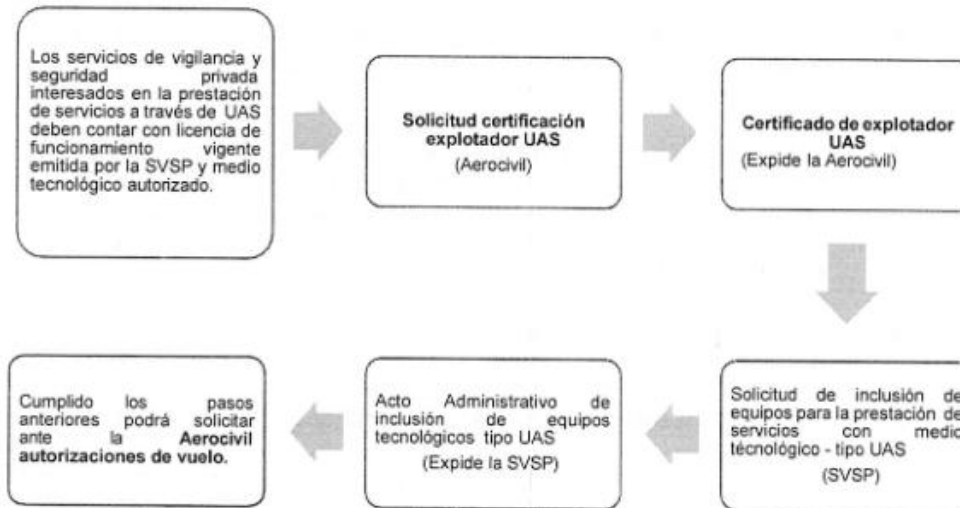 Los servicios de vigilancia y
seguridad privada
interesados en la prestación
de servicios a través de UAS
deben contar con licencia de
funcionamiento vigente
emitida por la SVSP y medio
tecnológico autorizado.
Solicitud certificación
explotador UAS
(Aerocivil)
Certificado de explotador
UAS
(Expide la Aerocivil)
Solicitud de inclusión de
equipos para la prestación de
servicios con medio
técnológico - tipo UAS
(SVSP)
Acto Administrativo de
inclusión de equipos
tecnológicos tipo UAS
(Expide la SVSP)
Cumplido los pasos
anteriores podrá solicitar
ante la Aerocivil
autorizaciones de vuelo.